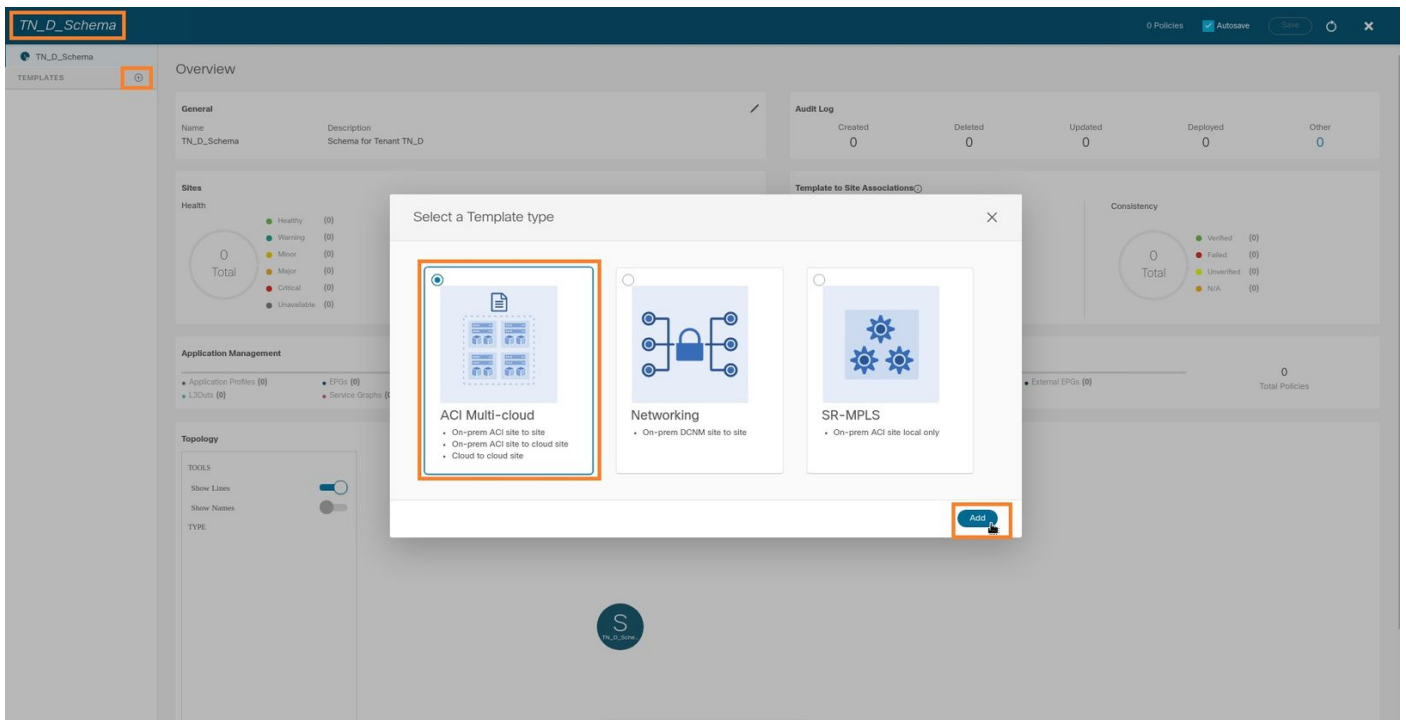 TN_D_Schema
0 Policies
Autosave
Save
TN_D_Schema
TEMPLATES
Overview
General
Name
Description
TN_D_Schema
Schema for Tenant TN_D
Audit Log
Created
Deleted
Updated
Deployed
Other
0
0
0
0
0
Sites
Health
0
Total
Healthy (0)
Warning (0)
Minor (0)
Major (0)
Critical (0)
Unavailable (0)
Template to Site Associations
Consistency
0
Total
Verified (0)
Failed (0)
Unverified (0)
N/A (0)
Select a Template type
ACI Multi-cloud
• On-prem ACI site to site
• On-prem ACI site to cloud site
• Cloud to cloud site
Networking
• On-prem DCNM site to site
SR-MPLS
• On-prem ACI site local only
Add
Application Management
Application Profiles (0)
EPGs (0)
L3Outs (0)
Service Graphs
External EPGs (0)
0
Total Policies
Topology
TOOLS
Show Lines
Show Names
TYPE
S
TN_D_Sche..